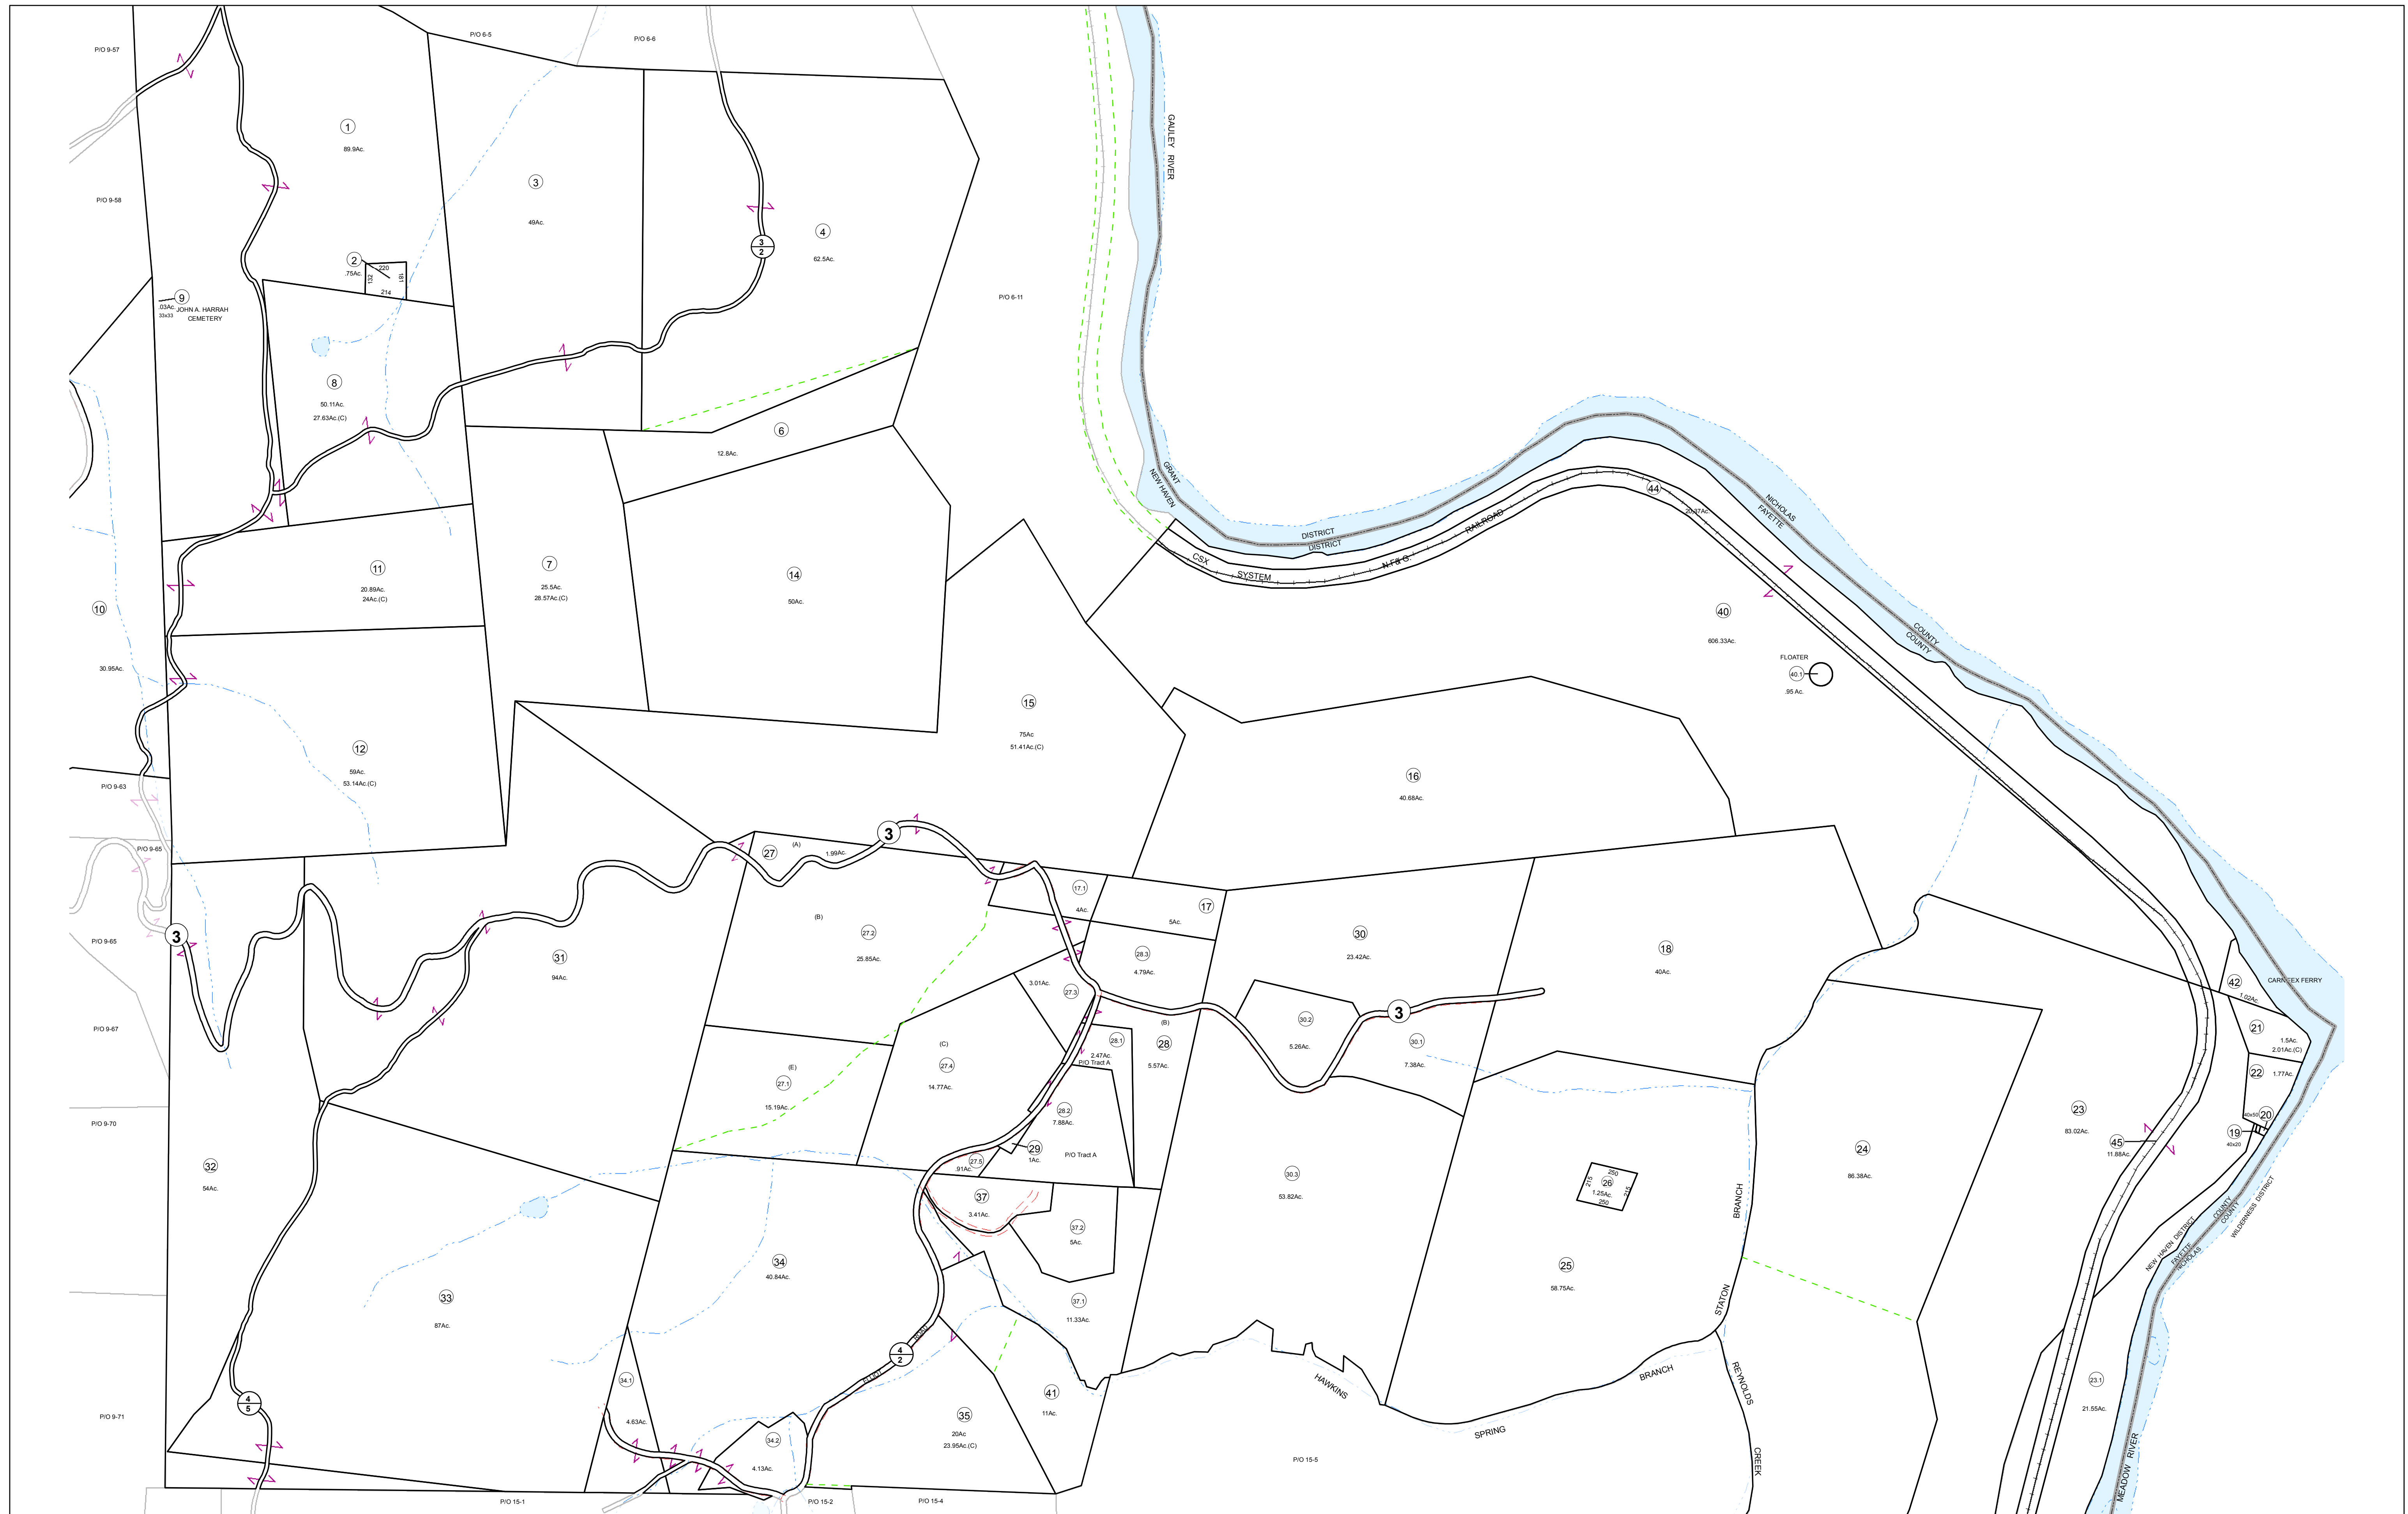 P/O 9-57
P/O 6-5
P/O 6-6
1
89.9Ac.
3
49Ac.
4
62.5Ac.
3
2
GAULEY RIVER
P/O 9-58
2
.75Ac.
220
132
181
214
9
.03Ac.
33x33
JOHN A. HARRAH
CEMETERY
P/O 6-11
8
50.11Ac.
27.63Ac.(C)
6
12.8Ac.
GRANT
NEW HAVEN
DISTRICT
DISTRICT
CSX
SYSTEM
N.F.& G.
RAILROAD
44
20.37Ac.
NICHOLAS
FAYETTE
COUNTY
COUNTY
11
20.89Ac.
24Ac.(C)
7
25.5Ac.
28.57Ac.(C)
14
50Ac.
10
30.95Ac.
40
606.33Ac.
FLOATER
40.1
.95 Ac.
15
75Ac
51.41Ac.(C)
12
59Ac.
53.14Ac.(C)
16
40.68Ac.
P/O 9-63
P/O 9-65
3
27
(A)
1.99Ac.
3
17.1
4Ac.
17
5Ac.
P/O 9-65
31
94Ac.
(B)
27.2
25.85Ac.
28.3
4.79Ac.
30
23.42Ac.
18
40Ac.
3.01Ac.
27.3
42
1.02Ac.
CARNIFEX FERRY
P/O 9-67
30.2
5.26Ac.
3
30.1
7.38Ac.
(B)
28
5.57Ac.
28.1
2.47Ac.
P/O Tract A
21
1.5Ac.
2.01Ac.(C)
22
1.77Ac.
(C)
27.4
14.77Ac.
(E)
27.1
15.19Ac.
28.2
7.88Ac.
P/O Tract A
29
1Ac.
27.5
.91Ac.
P/O 9-70
32
54Ac.
23
83.02Ac.
45
11.88Ac.
40x50
20
19
40x20
24
86.38Ac.
30.3
53.82Ac.
250
215
26
1.25Ac.
215
250
37
3.41Ac.
37.2
5Ac.
BRANCH
STATON
34
40.84Ac.
33
87Ac.
25
58.75Ac.
37.1
11.33Ac.
NEW HAVEN DISTRICT
FAYETTE
NICHOLAS
COUNTY
COUNTY
WILDERNESS DISTRICT
4
2
34.1
4.63Ac.
34.2
4.13Ac.
35
20Ac
23.95Ac.(C)
41
11Ac.
HAWKINS
SPRING
BRANCH
REYNOLDS
CREEK
23.1
21.55Ac.
MEADOW RIVER
4
5
P/O 9-71
P/O 15-1
P/O 15-2
P/O 15-4
P/O 15-5